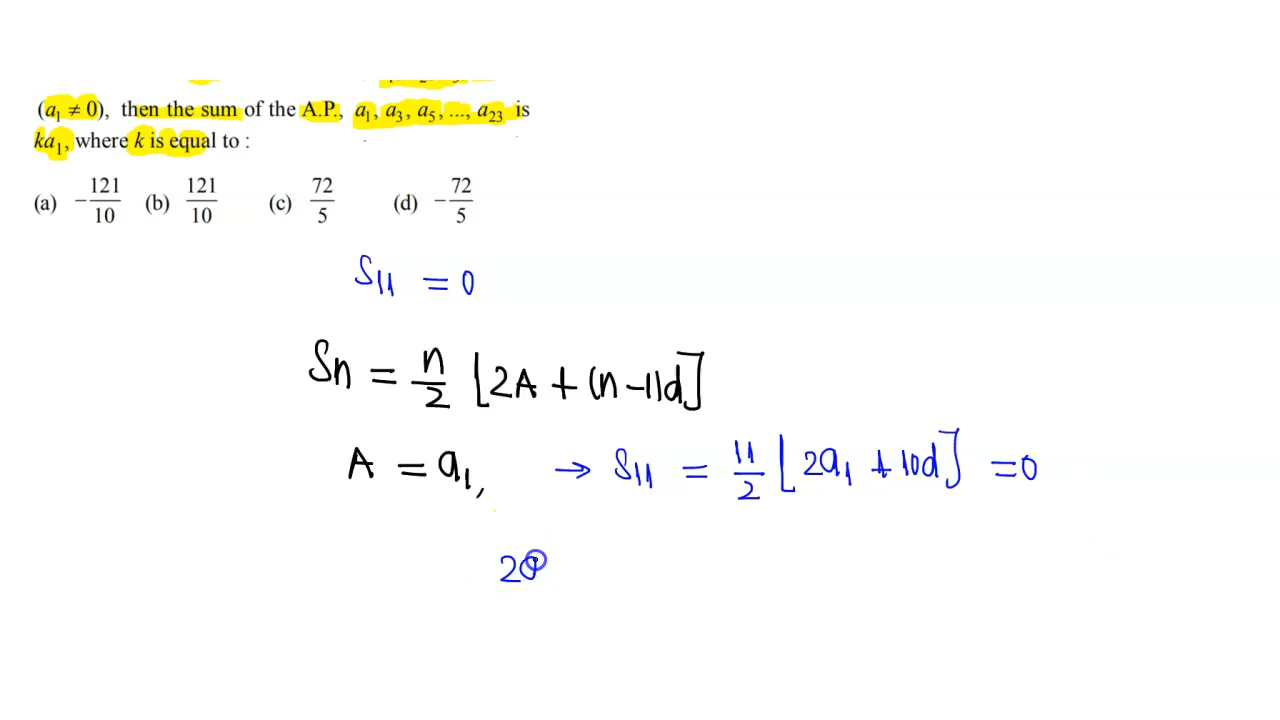 (a₁ ≠ 0), then the sum of the A.P., a₁, a₃, a₅, ..., a₂₃ is
ka₁, where k is equal to :
(a) −121/10 (b) 121/10 (c) 72/5 (d) −72/5
S₁₁ = 0
Sn = n/2 [2A + (n-1)d]
A = a₁, → S₁₁ = 11/2 [2a₁ + 10d] = 0